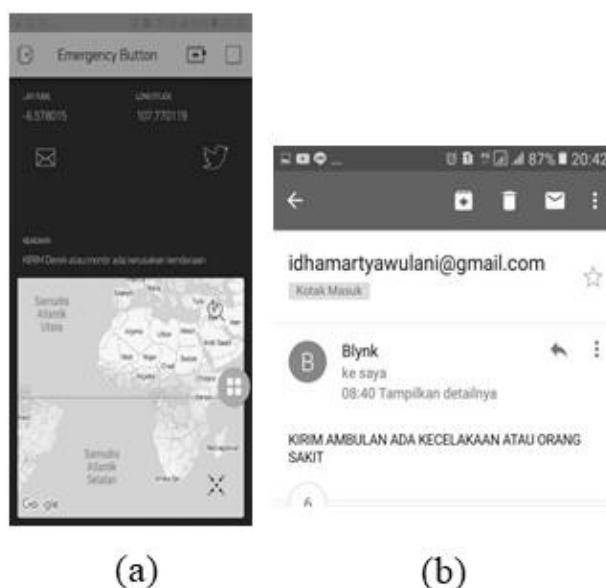 Emergency Button
LATITUDE
LONGITUDE
-6.578015
107.770119
KIRIM Derek atau montir ada kerusakan kendaraan
Samudra
Atlantik
Utara
Samudra
Atlantik
Selatan
Google
(a)
87% 20:42
idhamartyawulani@gmail.com
Kotak Masuk
B
Blynk
ke saya
08:40 Tampilkan detailnya
KIRIM AMBULAN ADA KECELAKAAN ATAU ORANG
SAKIT
6
(b)